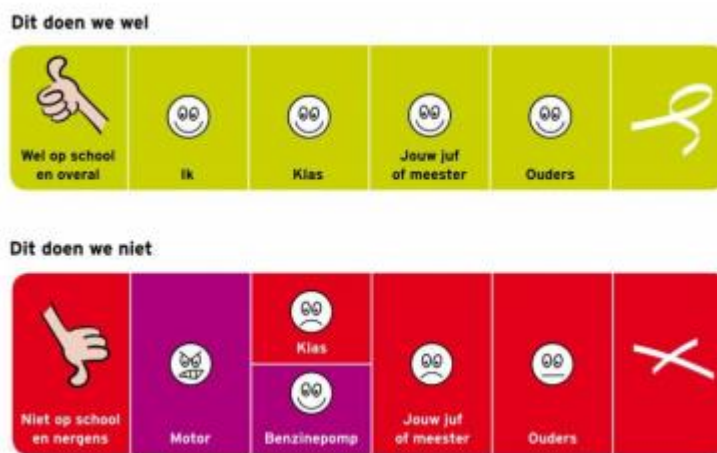 Dit doen we wel
Wel op school
en overal
Ik
Klas
Jouw juf
of meester
Ouders
Dit doen we niet
Niet op school
en nergens
Motor
Klas
Benzinepomp
Jouw juf
of meester
Ouders